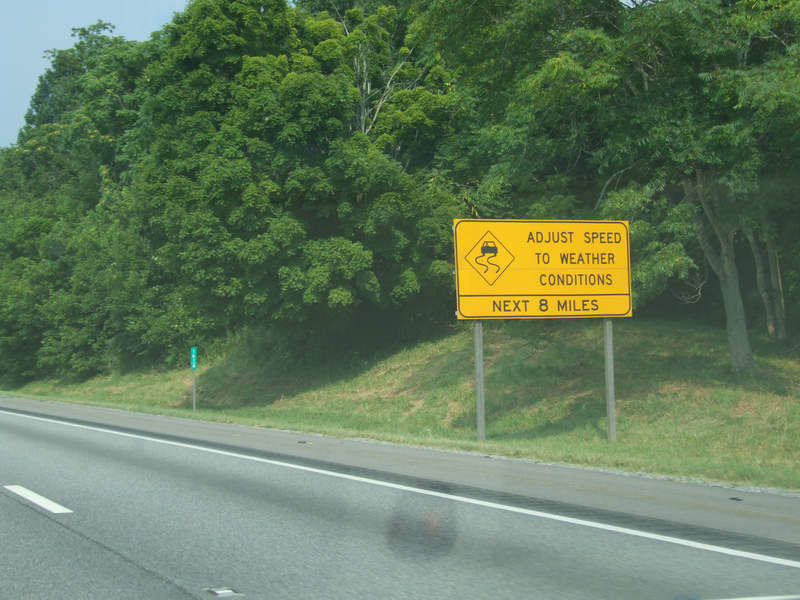 ADJUST SPEED
TO WEATHER
CONDITIONS
NEXT 8 MILES